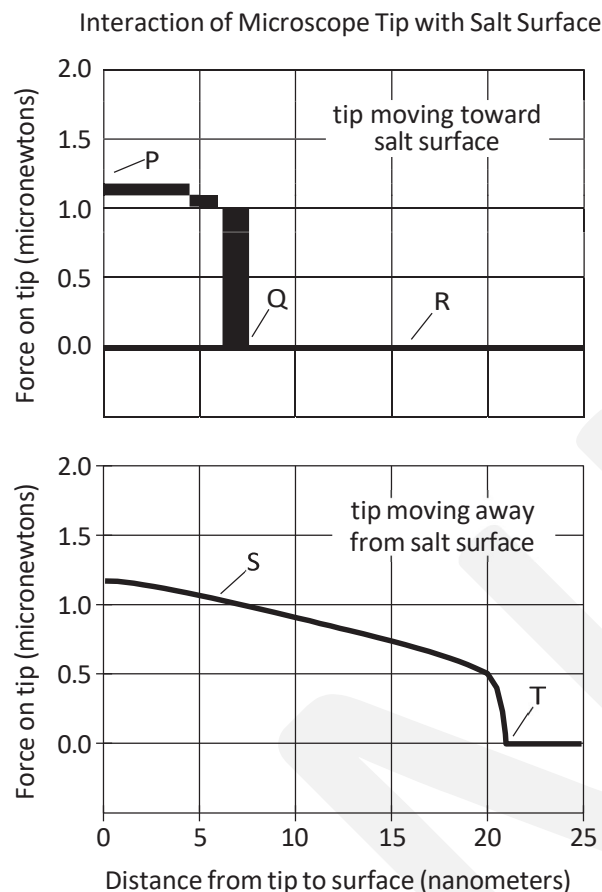 Interaction of Microscope Tip with Salt Surface
Force on tip (micronewtons)
2.0
1.5
1.0
0.5
0.0
tip moving toward
salt surface
P
Q
R
Force on tip (micronewtons)
2.0
1.5
1.0
0.5
0.0
tip moving away
from salt surface
S
T
0 5 10 15 20 25
Distance from tip to surface (nanometers)